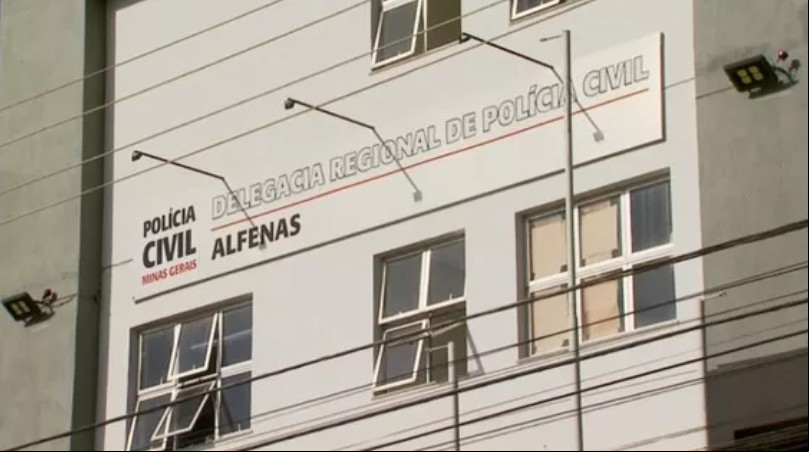 POLÍCIA
CIVIL
MINAS GERAIS
DELEGACIA REGIONAL DE POLÍCIA CIVIL
ALFENAS